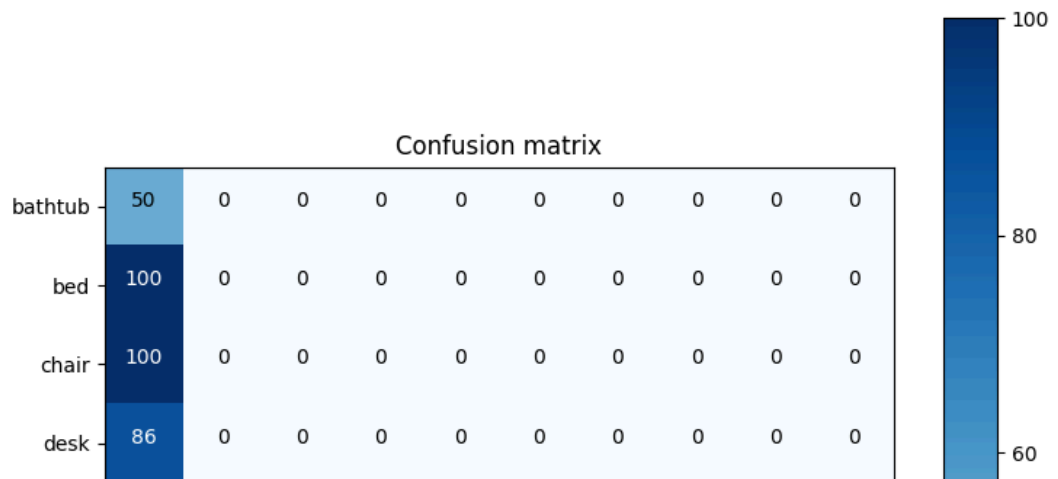 100
Confusion matrix
bathtub 50 0 0 0 0 0 0 0 0 0
80
bed 100 0 0 0 0 0 0 0 0 0
chair 100 0 0 0 0 0 0 0 0 0
desk 86 0 0 0 0 0 0 0 0 0
60